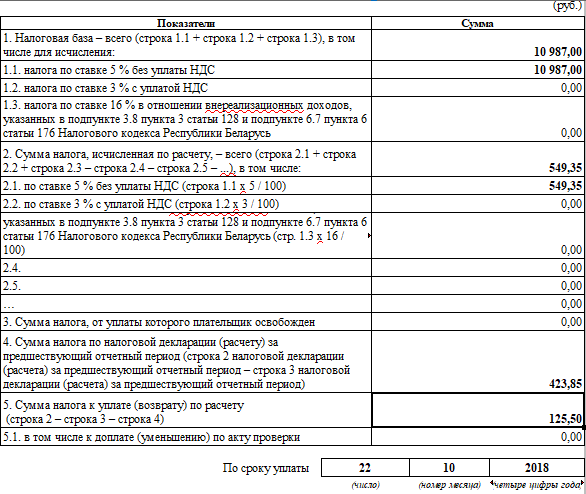 (руб.)
Показатели Сумма
1. Налоговая база – всего (строка 1.1 + строка 1.2 + строка 1.3), в том
числе для исчисления: 10 987,00
1.1. налога по ставке 5 % без уплаты НДС 10 987,00
1.2. налога по ставке 3 % с уплатой НДС 0,00
1.3. налога по ставке 16 % в отношении внереализационных доходов,
указанных в подпункте 3.8 пункта 3 статьи 128 и подпункте 6.7 пункта 6
статьи 176 Налогового кодекса Республики Беларусь 0,00
2. Сумма налога, исчисленная по расчету, – всего (строка 2.1 + строка
2.2 + строка 2.3 – строка 2.4 – строка 2.5 – ...), в том числе: 549,35
2.1. по ставке 5 % без уплаты НДС (строка 1.1 х 5 / 100) 549,35
2.2. по ставке 3 % с уплатой НДС (строка 1.2 х 3 / 100) 0,00
указанных в подпункте 3.8 пункта 3 статьи 128 и подпункте 6.7 пункта 6
статьи 176 Налогового кодекса Республики Беларусь (стр. 1.3 х 16 /
100) 0,00
2.4. 0,00
2.5. 0,00
... 0,00
3. Сумма налога, от уплаты которого плательщик освобожден 0,00
4. Сумма налога по налоговой декларации (расчету) за
предшествующий отчетный период (строка 2 налоговой декларации
(расчета) за предшествующий отчетный период – строка 3 налоговой
декларации (расчета) за предшествующий отчетный период) 423,85
5. Сумма налога к уплате (возврату) по расчету
(строка 2 – строка 3 – строка 4) 125,50
5.1. в том числе к доплате (уменьшению) по акту проверки 0,00
По сроку уплаты 22 10 2018
(число) (номер месяца) четыре цифры года